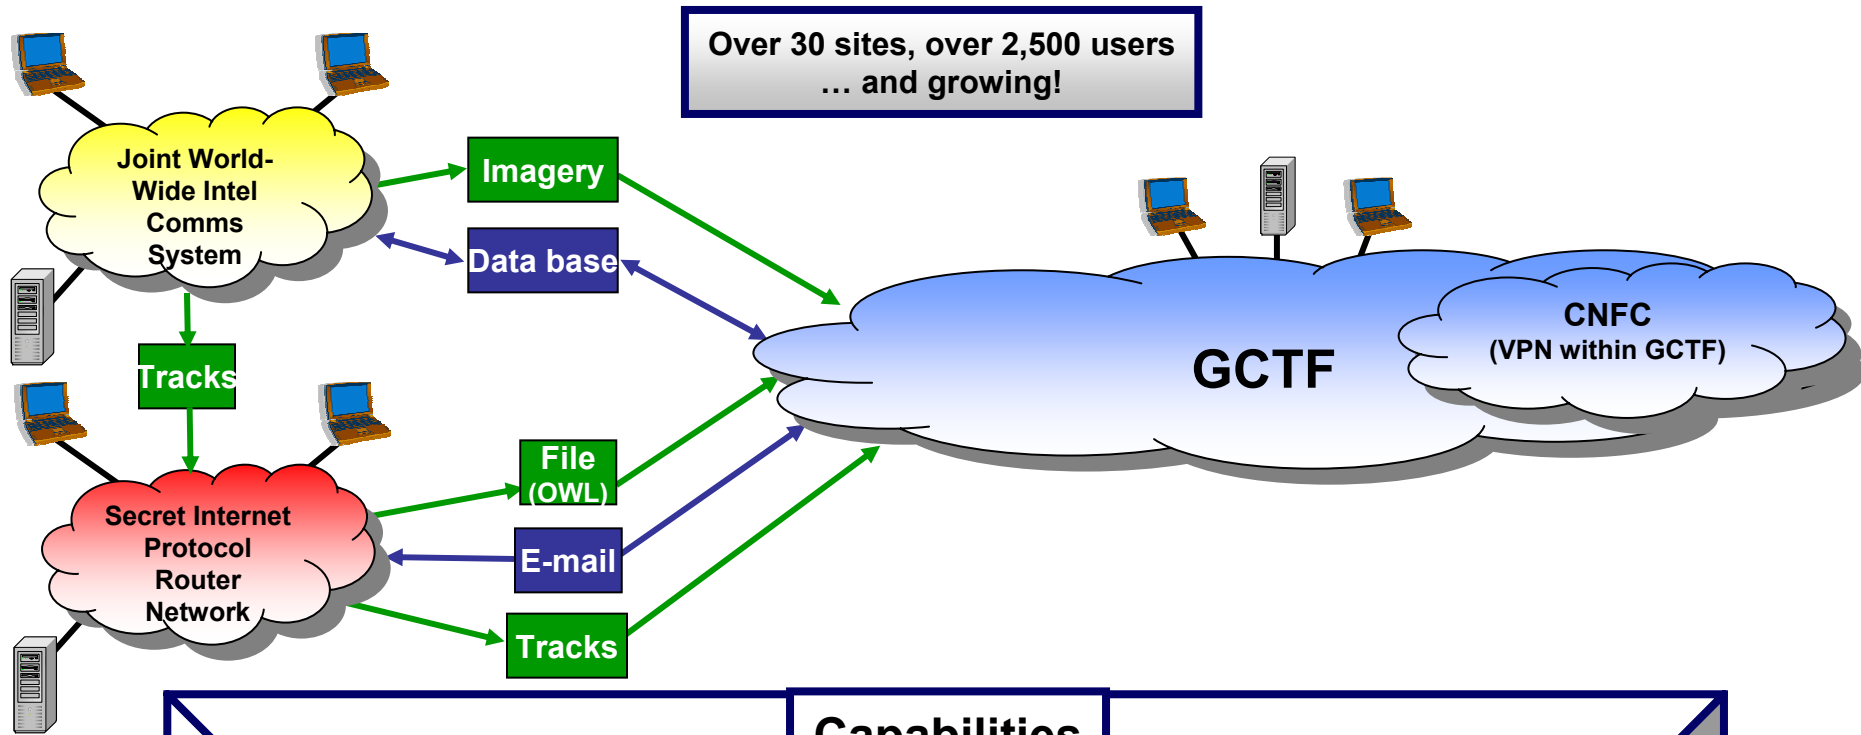 Over 30 sites, over 2,500 users
… and growing!
Joint World-
Wide Intel
Comms
System
Imagery
Data base
Tracks
GCTF
CNFC
(VPN within GCTF)
Secret Internet
Protocol
Router
Network
File
(OWL)
E-mail
Tracks
Capabilities